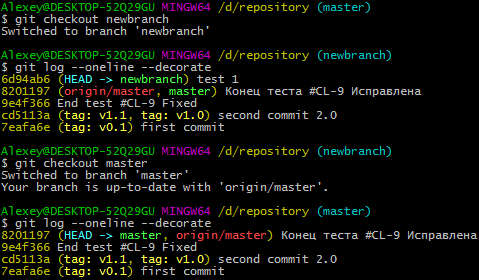 Alexey@DESKTOP-52Q29GU MINGW64 /d/repository (master)
$ git checkout newbranch
Switched to branch 'newbranch'
Alexey@DESKTOP-52Q29GU MINGW64 /d/repository (newbranch)
$ git log --oneline --decorate
6d94ab6 (HEAD -> newbranch) test 1
8201197 (origin/master, master) Конец теста #CL-9 Исправлена
9e4f366 End test #CL-9 Fixed
cd5113a (tag: v1.1, tag: v1.0) second commit 2.0
7eafa6e (tag: v0.1) first commit
Alexey@DESKTOP-52Q29GU MINGW64 /d/repository (newbranch)
$ git checkout master
Switched to branch 'master'
Your branch is up-to-date with 'origin/master'.
Alexey@DESKTOP-52Q29GU MINGW64 /d/repository (master)
$ git log --oneline --decorate
8201197 (HEAD -> master, origin/master) Конец теста #CL-9 Исправлена
9e4f366 End test #CL-9 Fixed
cd5113a (tag: v1.1, tag: v1.0) second commit 2.0
7eafa6e (tag: v0.1) first commit